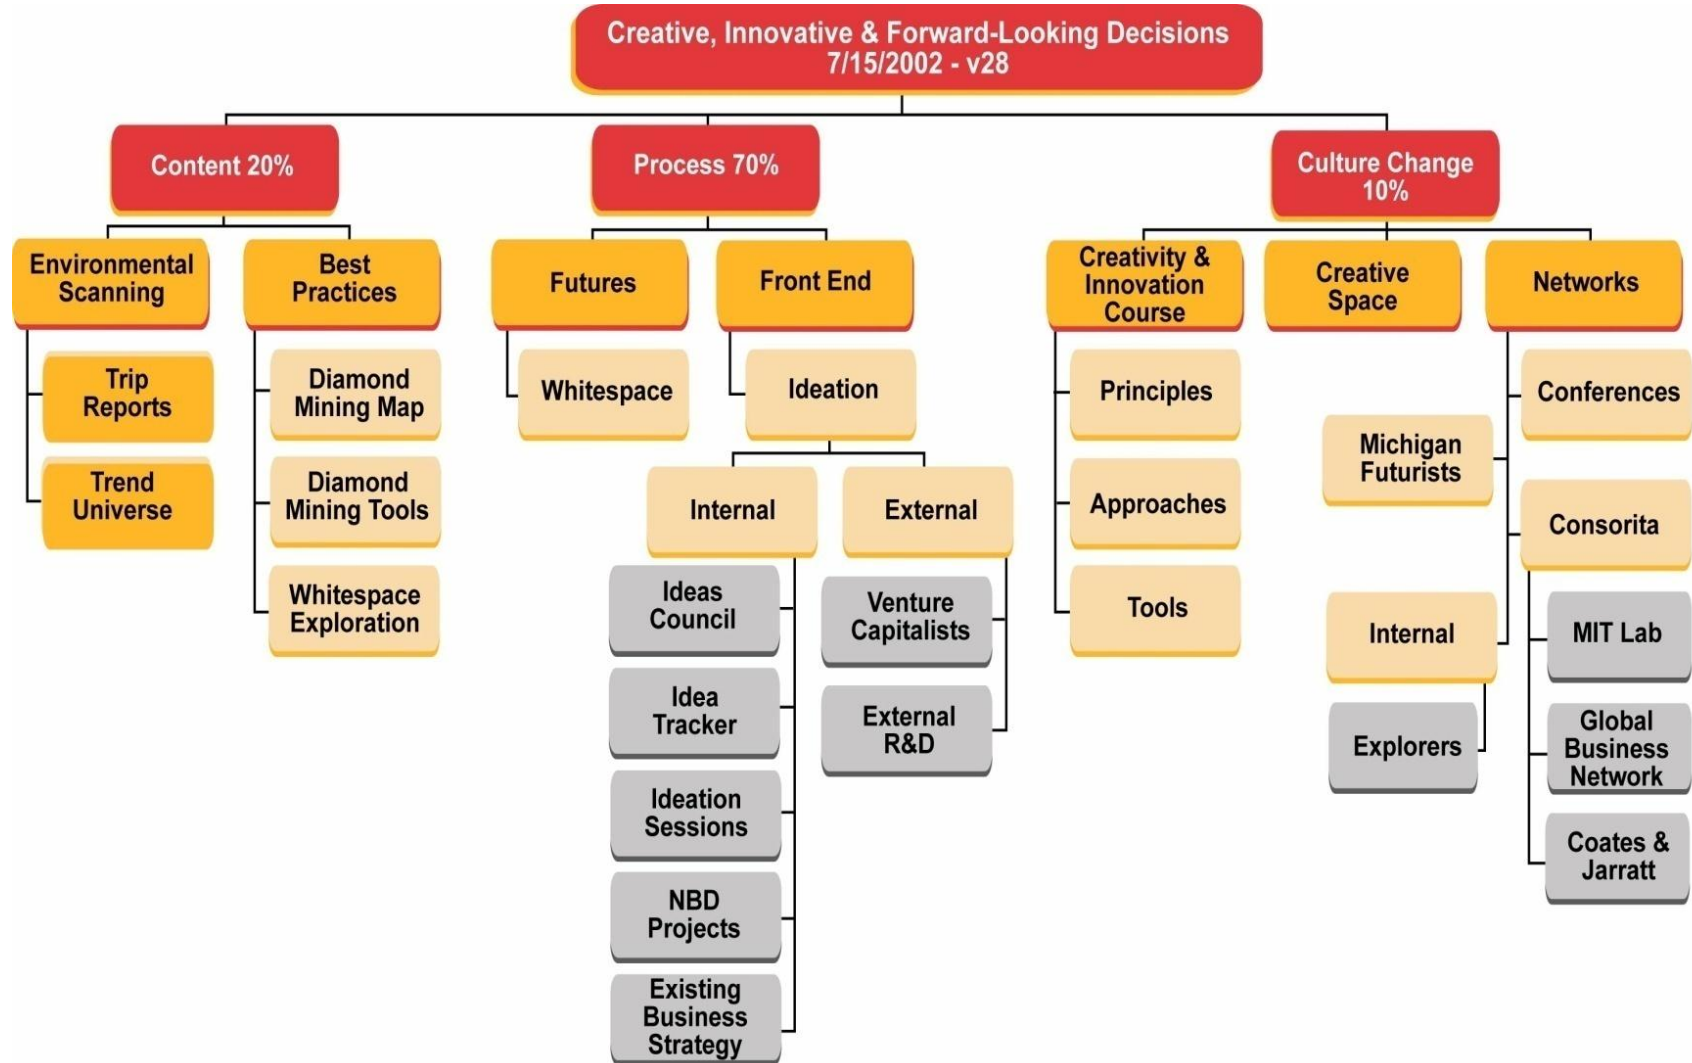 Creative, Innovative & Forward-Looking Decisions
7/15/2002 - v28
Content 20%
Process 70%
Culture Change
10%
Environmental
Scanning
Best
Practices
Futures
Front End
Creativity &
Innovation
Course
Creative
Space
Networks
Trip
Reports
Trend
Universe
Diamond
Mining Map
Diamond
Mining Tools
Whitespace
Exploration
Whitespace
Ideation
Internal
External
Ideas
Council
Idea
Tracker
Ideation
Sessions
NBD
Projects
Existing
Business
Strategy
Venture
Capitalists
External
R&D
Principles
Approaches
Tools
Conferences
Michigan
Futurists
Consorita
Internal
Explorers
MIT Lab
Global
Business
Network
Coates &
Jarratt